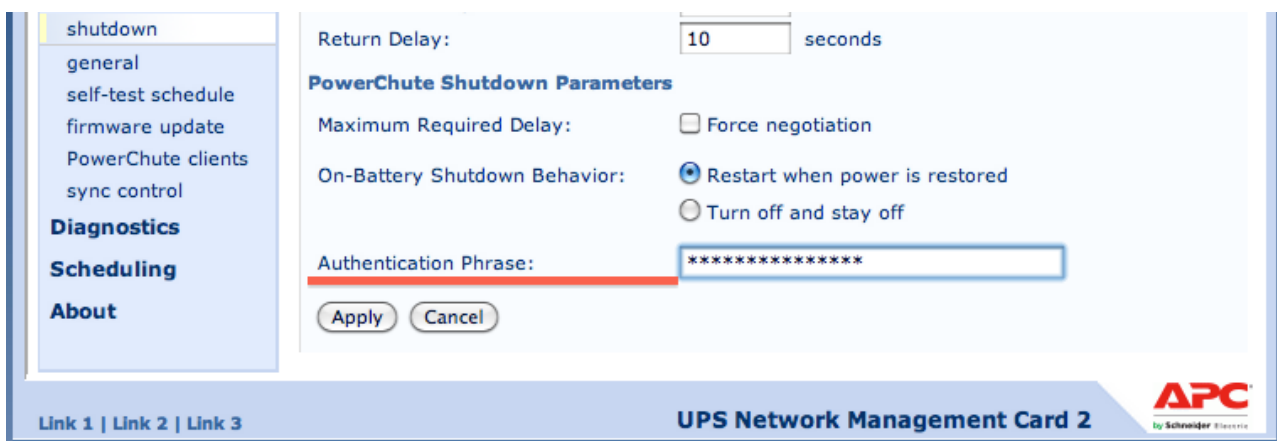 shutdown
general
self-test schedule
firmware update
PowerChute clients
sync control
Diagnostics
Scheduling
About
Return Delay: 10 seconds
PowerChute Shutdown Parameters
Maximum Required Delay: Force negotiation
On-Battery Shutdown Behavior: Restart when power is restored
Turn off and stay off
Authentication Phrase: ***************
Apply Cancel
Link 1 | Link 2 | Link 3
UPS Network Management Card 2
APC
by Schneider Electric